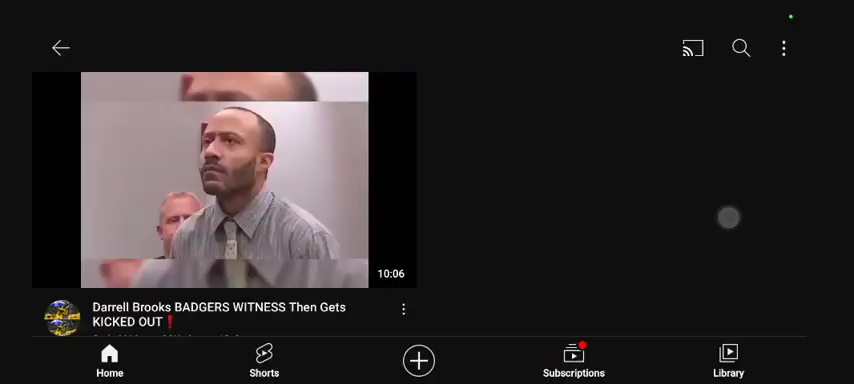 10:06
Darrell Brooks BADGERS WITNESS Then Gets
KICKED OUT❗
Home
Shorts
Subscriptions
Library